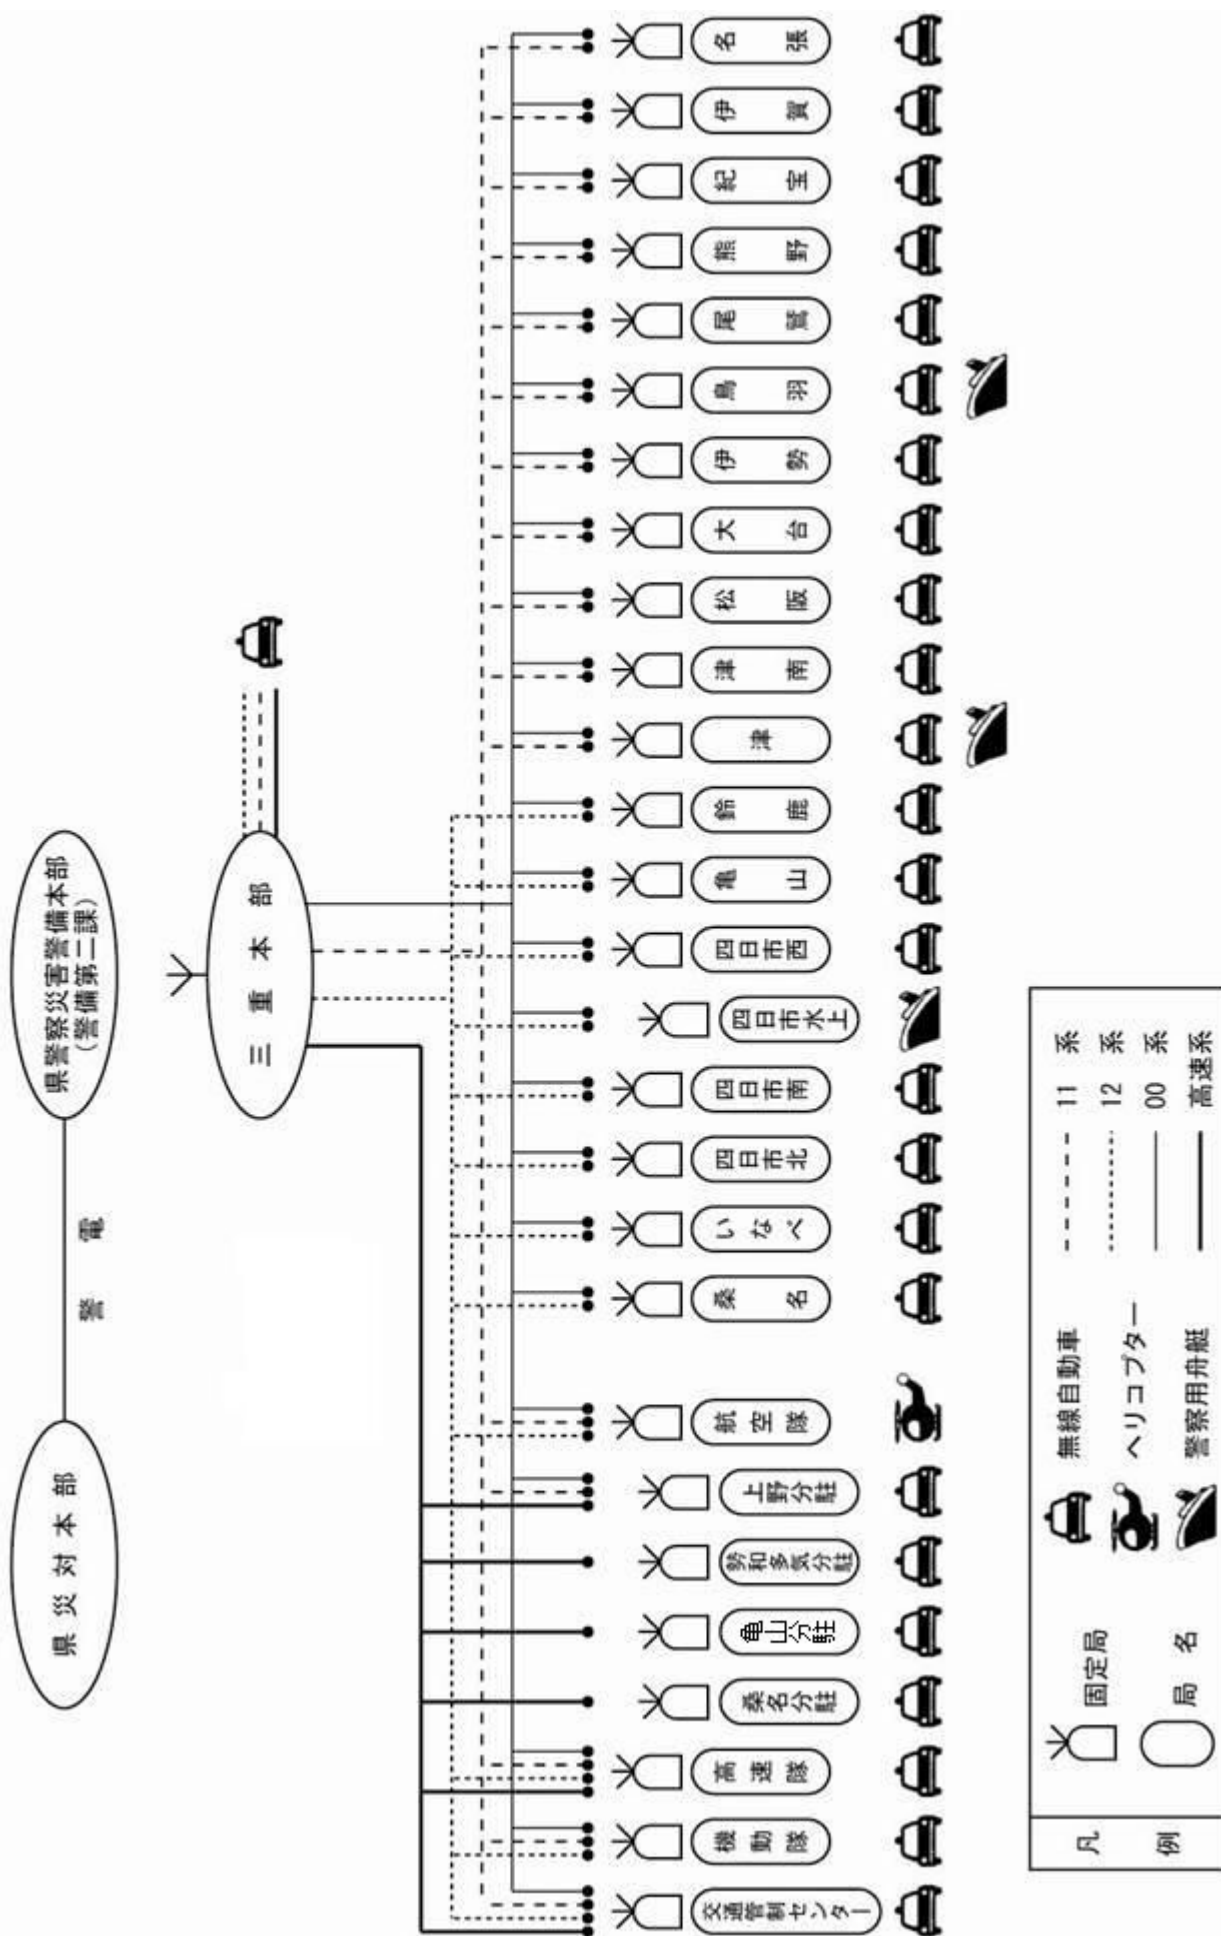 県災対本部
警電
県警察災害警備本部
(警備第二課)
三重本部
交通管制センター
機動隊
高速隊
桑名分駐
亀山分駐
勢和多気分駐
上野分駐
航空隊
桑名
いなべ
四日市北
四日市南
四日市水上
四日市西
亀山
鈴鹿
津
津南
松阪
大台
伊勢
鳥羽
尾鷲
熊野
紀宝
伊賀
名張
凡例
固定局
局名
無線自動車
ヘリコプター
警察用舟艇
11系
12系
00系
高速系